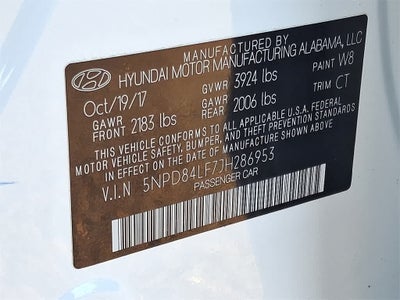 MANUFACTURED BY
HYUNDAI MOTOR MANUFACTURING ALABAMA, LLC
Oct/19/17 GVWR 3924 lbs PAINT W8
GAWR FRONT 2183 lbs GAWR REAR 2006 lbs TRIM CT
THIS VEHICLE CONFORMS TO ALL APPLICABLE U.S.A. FEDERAL
MOTOR VEHICLE SAFETY, BUMPER, AND THEFT PREVENTION
STANDARDS IN EFFECT ON THE DATE OF MANUFACTURE SHOWN ABOVE.
V.I.N 5NPD84LF7JH286953
PASSENGER CAR